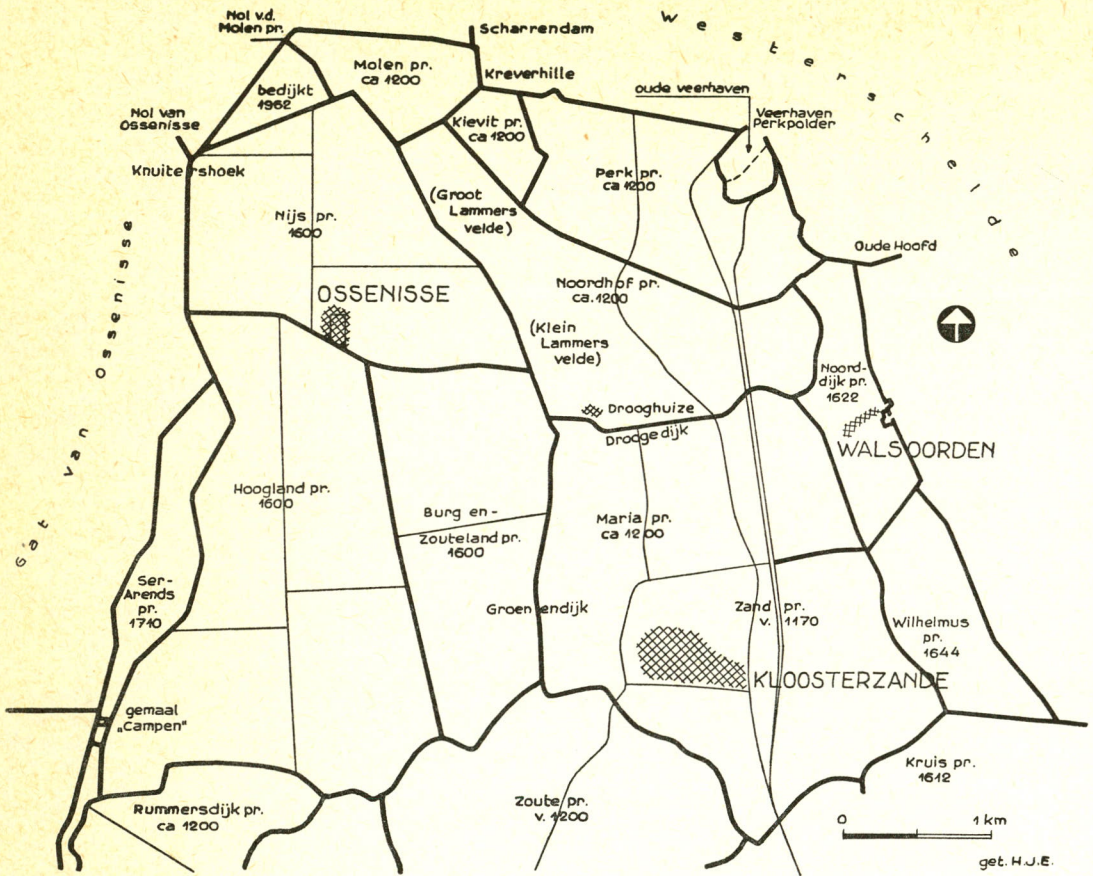 Nol v.d.
Molen pr.
Scharrendam
Westerschelde
Molen pr.
ca 1200
Kreverhille
bedijkt
1962
oude veerhaven
Veerhaven
Perkpolder
Nol van
Ossenisse
Kievit pr.
ca 1200
Knuitershoek
Perk pr.
ca 1200
(Groot
Lammers
velde)
Nijs pr.
1600
Oude Hoofd
OSSENISSE
Noordhof pr.
ca. 1200
Gat van Ossenisse
(Klein
Lammers
velde)
Noord-
dijk pr.
1622
Drooghuize
Droogedijk
WALSOORDEN
Hoogland pr.
1600
Burg en-
Zouteland pr.
1600
Maria pr.
ca 1200
Ser-
Arends
pr.
1710
Groenendijk
Zand pr.
v. 1170
Wilhelmus
pr.
1644
KLOOSTERZANDE
gemaal
„Campen"
Kruis pr.
1612
Rummersdijk pr.
ca 1200
Zoute pr.
v. 1200
0 1 km
get. H.J.E.